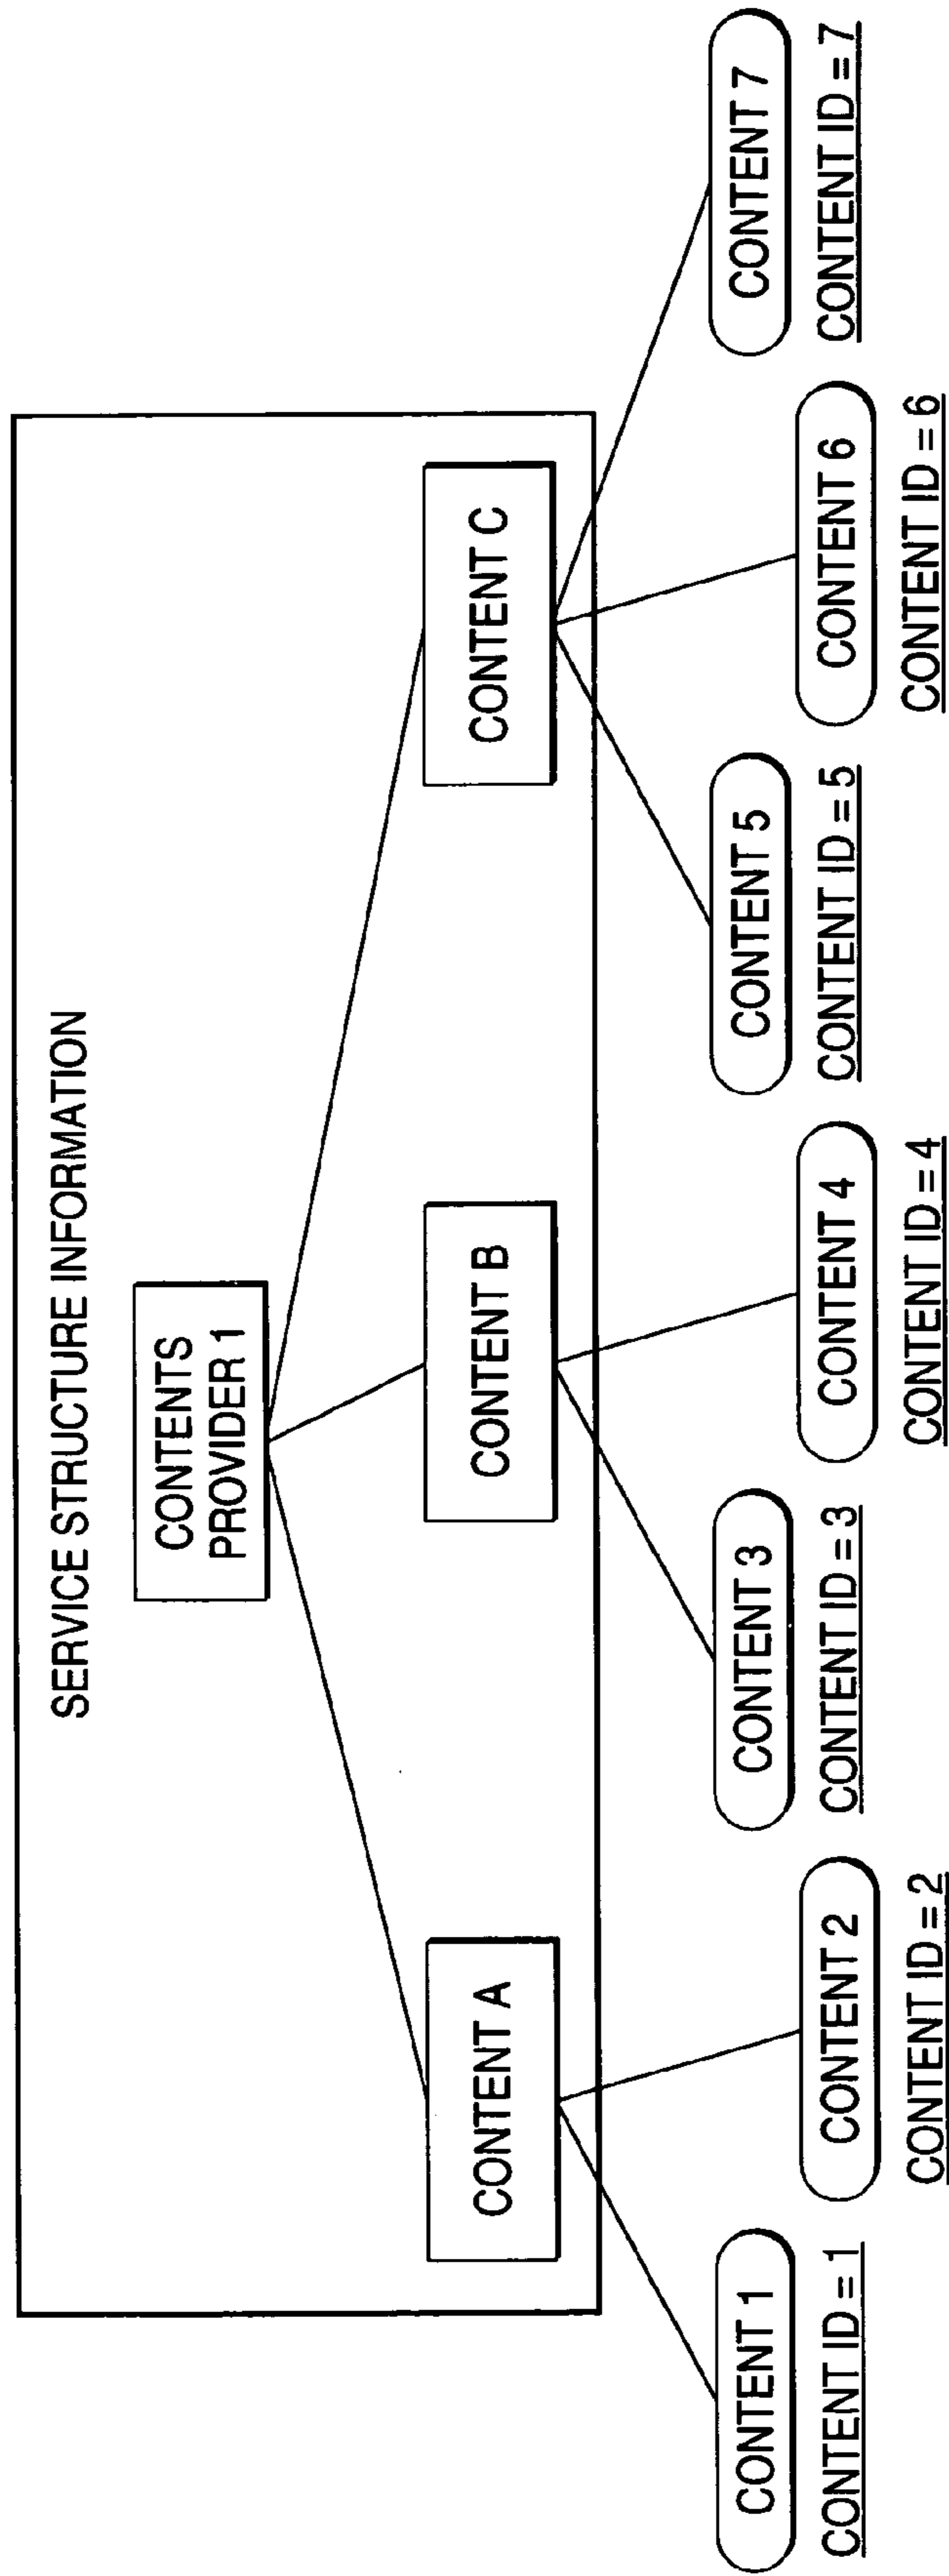 SERVICE STRUCTURE INFORMATION
CONTENTS
PROVIDER 1
CONTENT A
CONTENT B
CONTENT C
CONTENT 1
CONTENT ID = 1
CONTENT 2
CONTENT ID = 2
CONTENT 3
CONTENT ID = 3
CONTENT 4
CONTENT ID = 4
CONTENT 5
CONTENT ID = 5
CONTENT 6
CONTENT ID = 6
CONTENT 7
CONTENT ID = 7